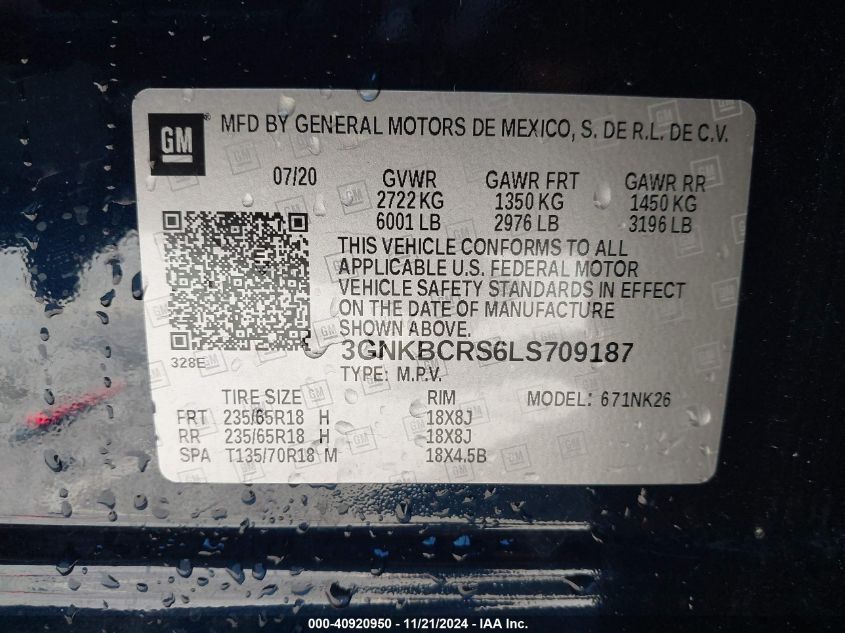 GM
MFD BY GENERAL MOTORS DE MEXICO, S. DE R.L. DE C.V.
07/20 GVWR GAWR FRT GAWR RR
2722 KG 1350 KG 1450 KG
6001 LB 2976 LB 3196 LB
THIS VEHICLE CONFORMS TO ALL
APPLICABLE U.S. FEDERAL MOTOR
VEHICLE SAFETY STANDARDS IN EFFECT
ON THE DATE OF MANUFACTURE
SHOWN ABOVE.
328E
3GNKBCRS6LS709187
TYPE: M.P.V.
TIRE SIZE RIM MODEL: 671NK26
FRT 235/65R18 H 18X8J
RR 235/65R18 H 18X8J
SPA T135/70R18 M 18X4.5B
000-40920950 - 11/21/2024 - IAA Inc.